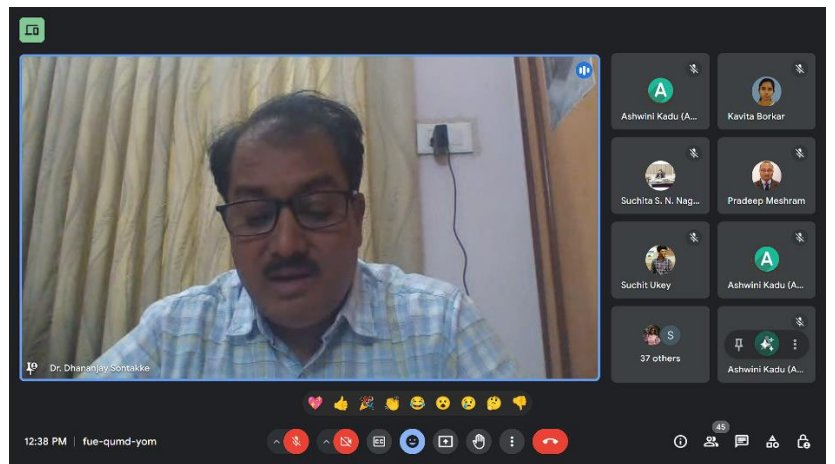 A
Ashwini Kadu (A...
Kavita Borkar
Suchita S. N. Nag...
Pradeep Meshram
Suchit Ukey
A
Ashwini Kadu (A...
S
37 others
Ashwini Kadu (A...
Dr. Dhananjay Sontakke
12:38 PM | fue-qumd-yom
CC
45